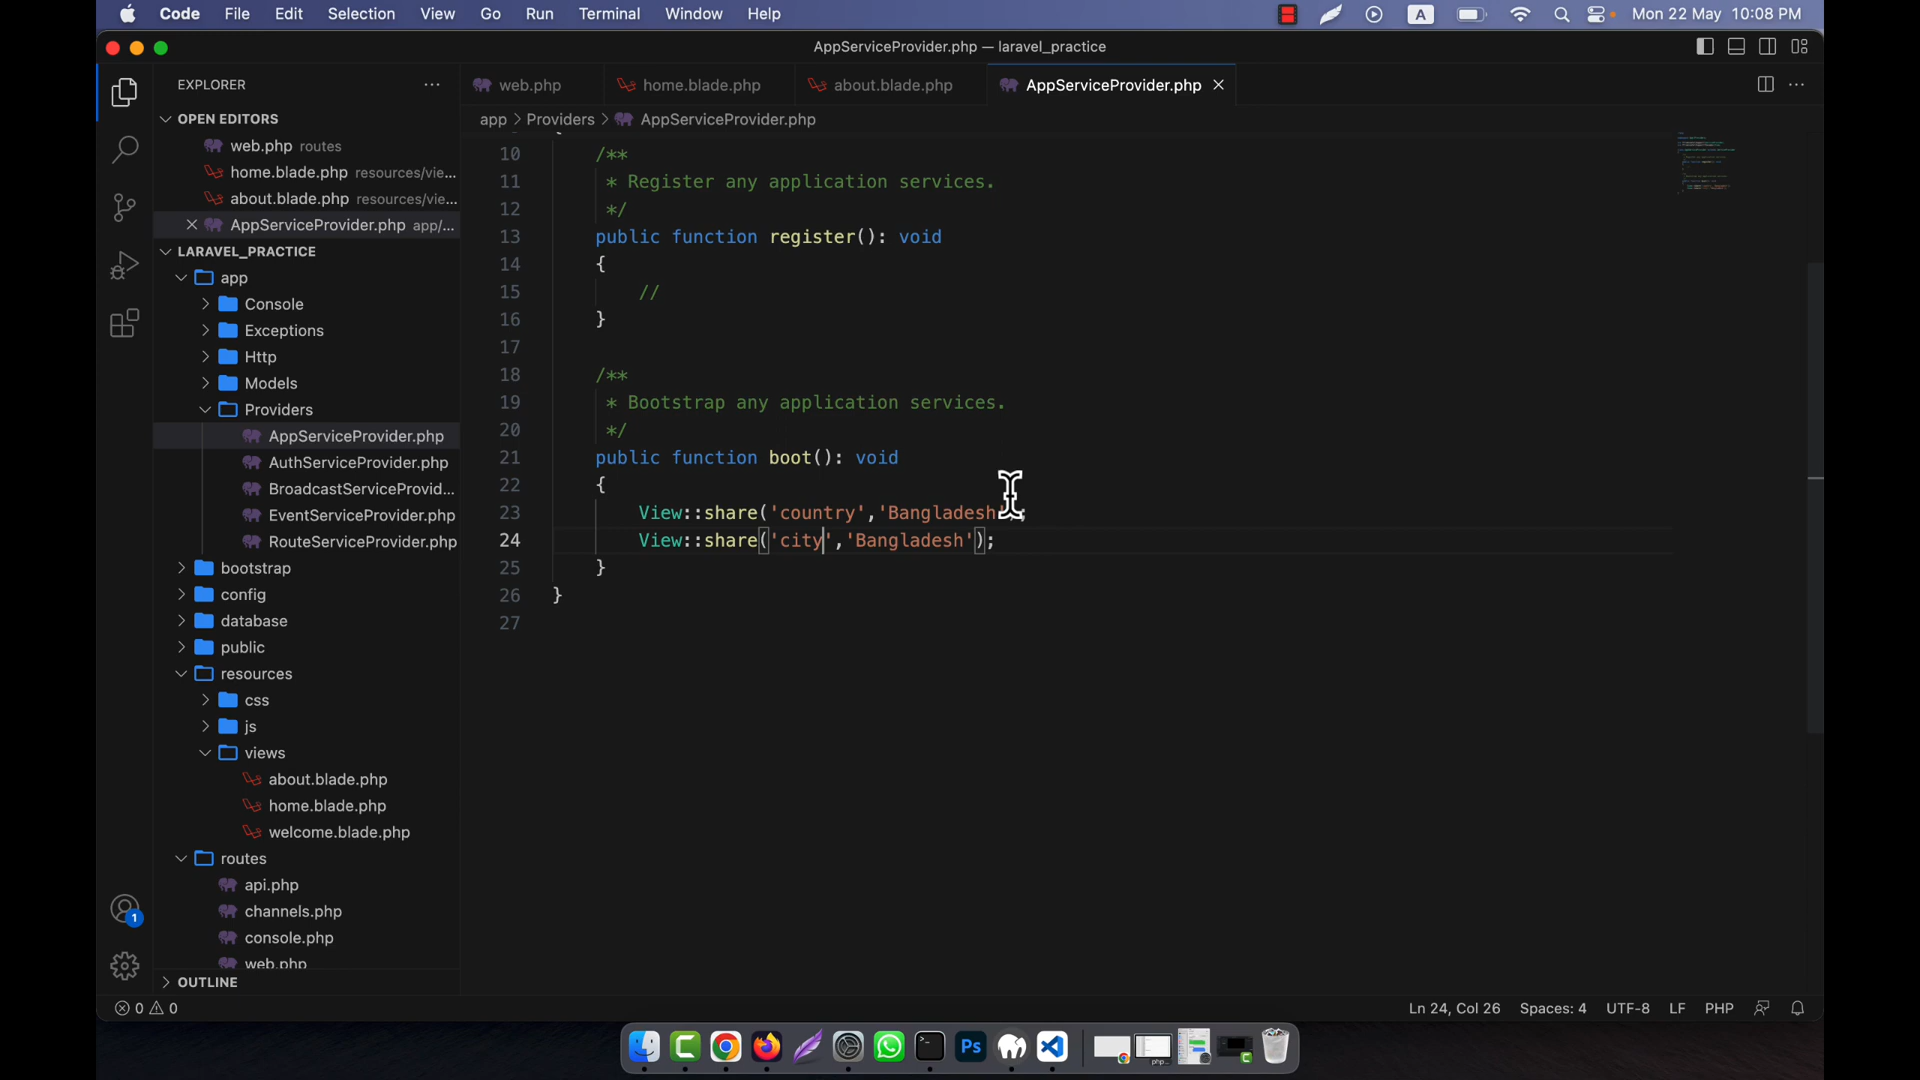 Code File Edit Selection View Go Run Terminal Window Help
A
Mon 22 May 10:08 PM
AppServiceProvider.php — laravel_practice
EXPLORER
web.php
home.blade.php
about.blade.php
AppServiceProvider.php
app > Providers > AppServiceProvider.php
OPEN EDITORS
web.php routes
home.blade.php resources/vie...
about.blade.php resources/vie...
AppServiceProvider.php app/...
LARAVEL_PRACTICE
app
Console
Exceptions
Http
Models
Providers
AppServiceProvider.php
AuthServiceProvider.php
BroadcastServiceProvid...
EventServiceProvider.php
RouteServiceProvider.php
bootstrap
config
database
public
resources
css
js
views
about.blade.php
home.blade.php
welcome.blade.php
routes
api.php
channels.php
console.php
web.php
OUTLINE
10 /**
11 * Register any application services.
12 */
13 public function register(): void
14 {
15 //
16 }
17
18 /**
19 * Bootstrap any application services.
20 */
21 public function boot(): void
22 {
23 View::share('country','Bangladesh');
24 View::share('city','Bangladesh');
25 }
26 }
27
1
0 0
Ln 24, Col 26 Spaces: 4 UTF-8 LF PHP
Ps